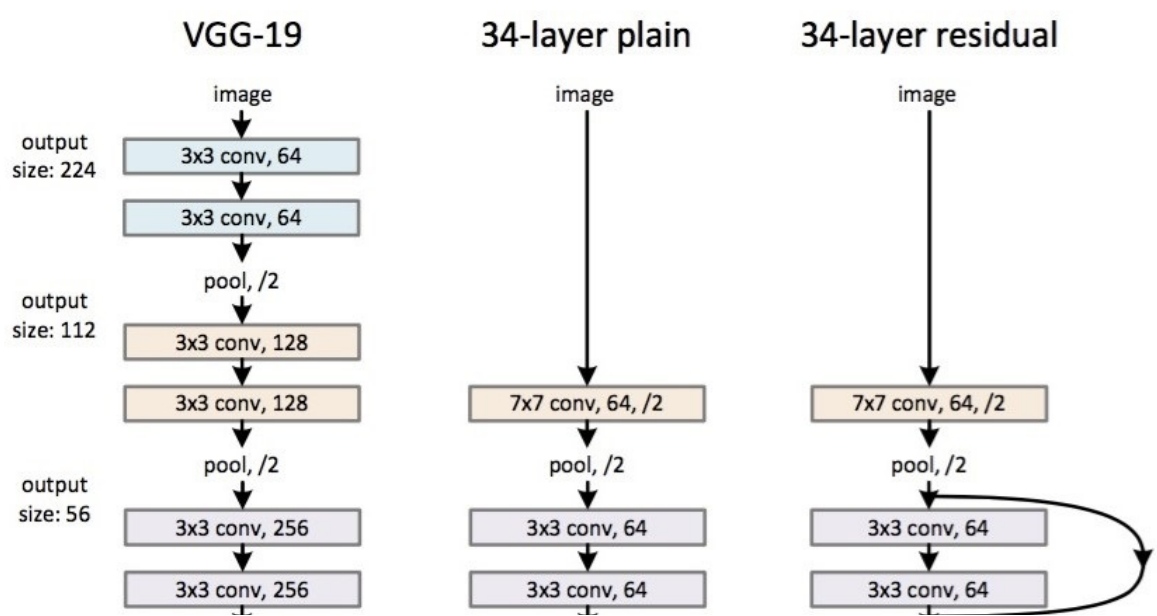 VGG-19
34-layer plain
34-layer residual
image
image
image
output
size: 224
3x3 conv, 64
3x3 conv, 64
pool, /2
output
size: 112
3x3 conv, 128
3x3 conv, 128
7x7 conv, 64, /2
7x7 conv, 64, /2
pool, /2
pool, /2
pool, /2
output
size: 56
3x3 conv, 256
3x3 conv, 64
3x3 conv, 64
3x3 conv, 256
3x3 conv, 64
3x3 conv, 64